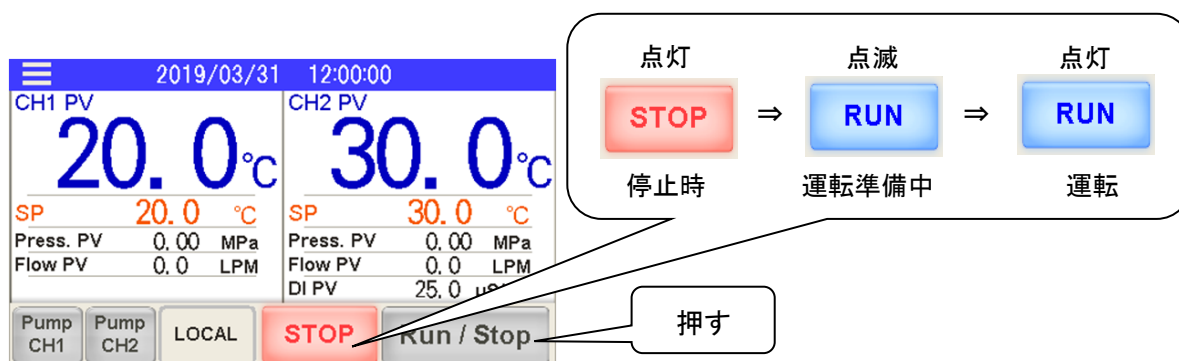 2019/03/31 12:00:00
CH1 PV
20.0℃
SP 20.0 ℃
Press. PV 0.00 MPa
Flow PV 0.0 LPM
CH2 PV
30.0℃
SP 30.0 ℃
Press. PV 0.00 MPa
Flow PV 0.0 LPM
DI PV 25.0
Pump CH1
Pump CH2
LOCAL
STOP
Run / Stop
点灯 点滅 点灯
STOP ⇒ RUN ⇒ RUN
停止時 運転準備中 運転
押す